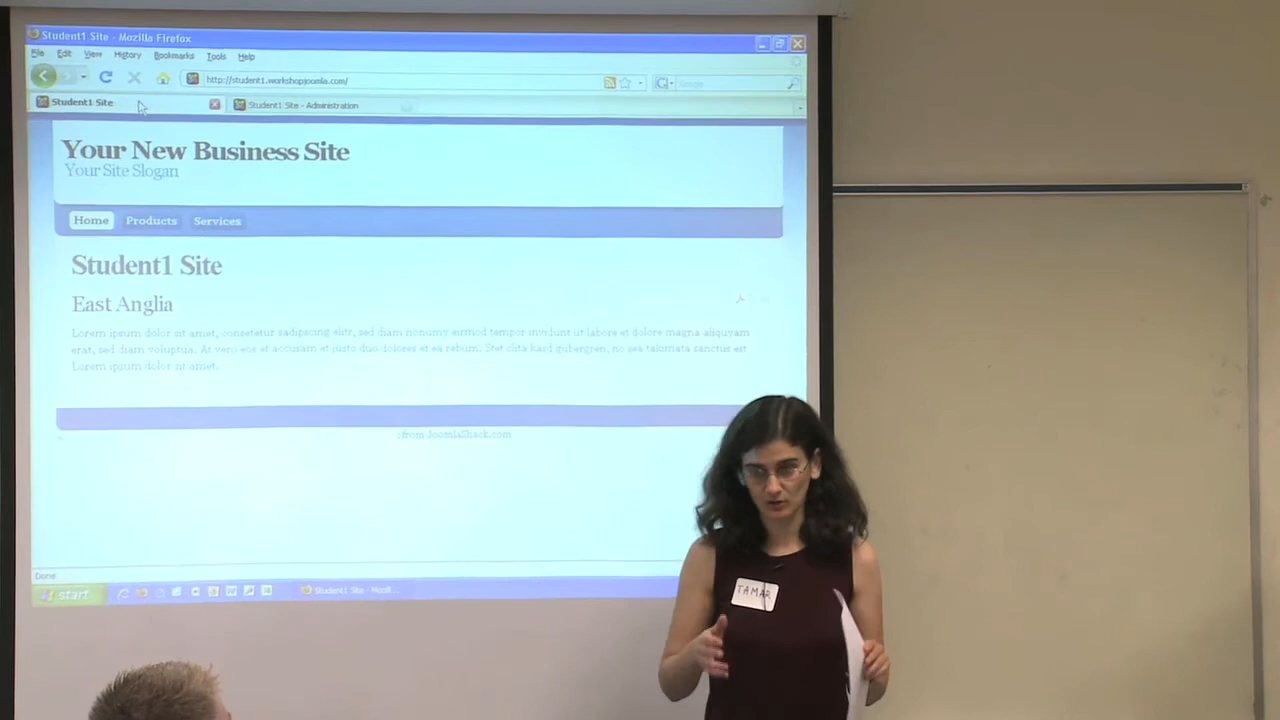 Student1 Site - Mozilla Firefox
File Edit View History Bookmarks Tools Help
http://student1.workshopjoomla.com/
Google
Student1 Site
Student1 Site - Administration
Your New Business Site
Your Site Slogan
Home Products Services
Student1 Site
East Anglia
Lorem ipsum dolor sit amet, consetetur sadipscing elitr, sed diam nonumy eirmod tempor invidunt ut labore et dolore magna aliquyam
erat, sed diam voluptua. At vero eos et accusam et justo duo dolores et ea rebum. Stet clita kasd gubergren, no sea takimata sanctus est
Lorem ipsum dolor sit amet.
from JoomlaShack.com
Done
start
Student1 Site - Mozill...
TAMAR